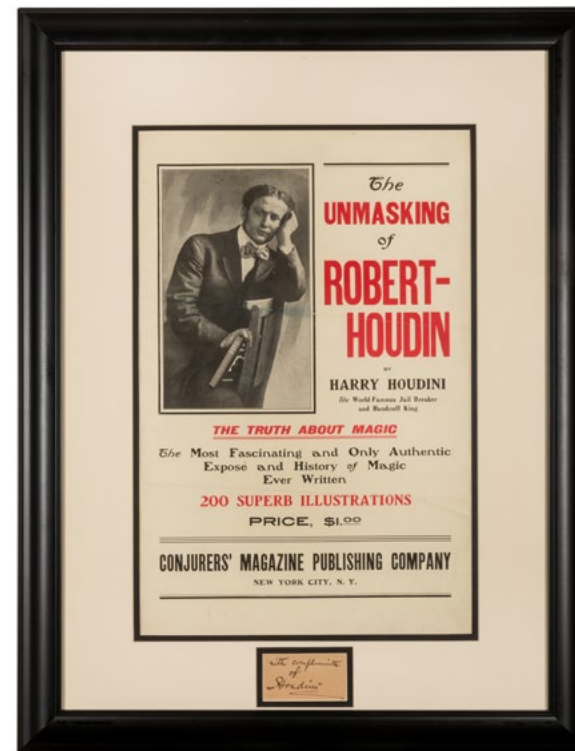 The
UNMASKING
of
ROBERT-
HOUDIN
BY
HARRY HOUDINI
The World-Famous Jail Breaker
and Handcuff King
THE TRUTH ABOUT MAGIC
The Most Fascinating and Only Authentic
Exposé and History of Magic
Ever Written
200 SUPERB ILLUSTRATIONS
PRICE, $1.00
CONJURERS' MAGAZINE PUBLISHING COMPANY
NEW YORK CITY, N. Y.
with compliments
of
Houdini